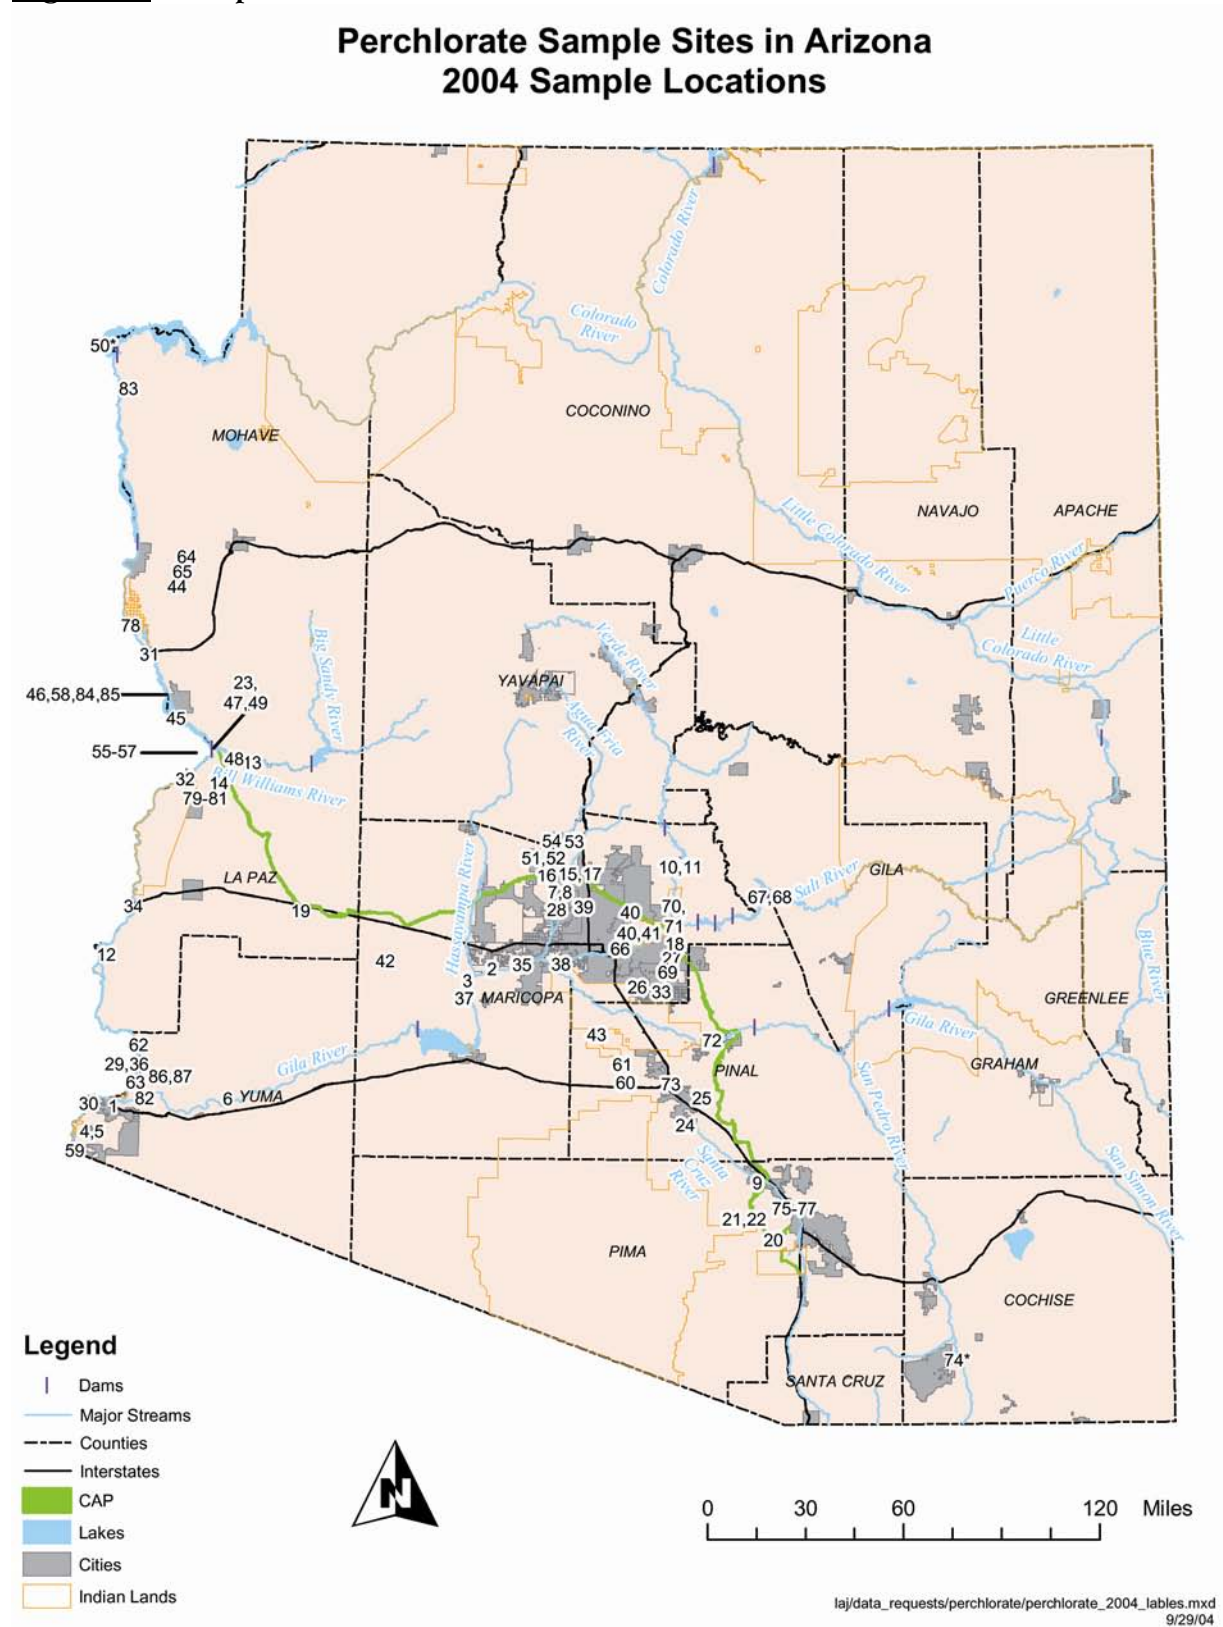 Perchlorate Sample Sites in Arizona
2004 Sample Locations
Colorado River
Colorado
River
50*
83
COCONINO
MOHAVE
NAVAJO
APACHE
Little Colorado River
Puerco River
64
65
44
78
31
Big Sandy River
Verde River
Little
Colorado River
46,58,84,85
23,
47,49
YAVAPAI
45
Agua Fria
River
55-57
48
13
32
14
Bill Williams River
79-81
54
53
51,52
16
15,17
10,11
7,8
LA PAZ
GILA
Salt River
67,68
34
19
28
39
40
70,
71
40,41
18
66
27
12
42
Hassayampa River
2
35
38
69
3
26
33
37
MARICOPA
Blue River
GREENLEE
Gila River
62
43
72
29,36
86,87
63
82
Gila River
61
60
73
PINAL
GRAHAM
30
1
6
YUMA
25
24
4,5
59
San Pedro River
Santa
Cruz
River
San Simon River
9
75-77
21,22
20
PIMA
COCHISE
74*
SANTA CRUZ
Legend
Dams
Major Streams
Counties
Interstates
CAP
Lakes
Cities
Indian Lands
N
0
30
60
120
Miles
laj/data_requests/perchlorate/perchlorate_2004_lables.mxd
9/29/04